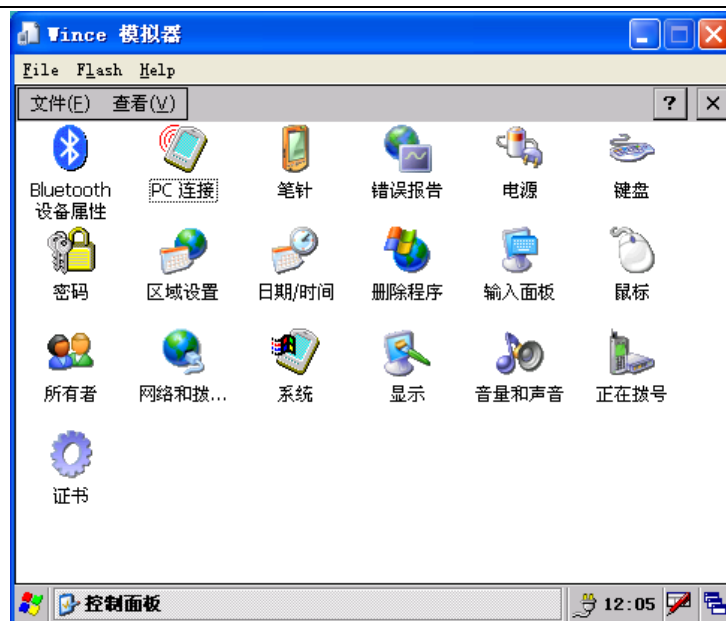 Wince 模拟器
File Flash Help
文件(F) 查看(V) ? ×
Bluetooth
设备属性
PC 连接
笔针
错误报告
电源
键盘
密码
区域设置
日期/时间
删除程序
输入面板
鼠标
所有者
网络和拨...
系统
显示
音量和声音
正在拨号
证书
控制面板
12:05